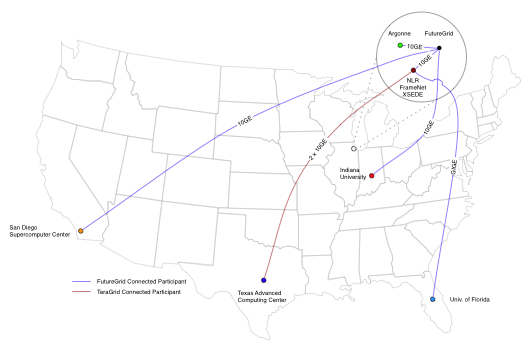 Argonne
FutureGrid
10GE
10GE
NLR
FrameNet
XSEDE
10GE
10GE
2 x 10GE
GigE
Indiana
University
San Diego
Supercomputer Center
FutureGrid Connected Participant
TeraGrid Connected Participant
Texas Advanced
Computing Center
Univ. of Florida